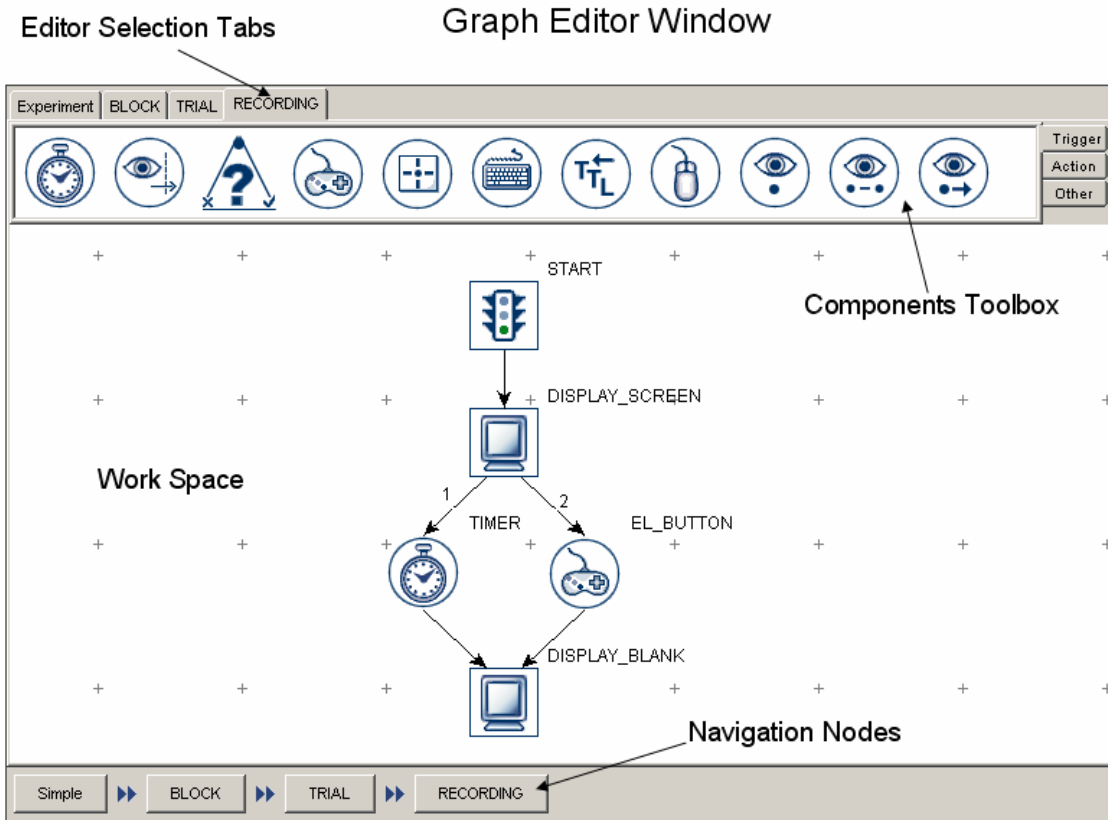 Graph Editor Window
Editor Selection Tabs
Experiment BLOCK TRIAL RECORDING
Trigger
Action
Other
?
TTL
Components Toolbox
START
DISPLAY_SCREEN
Work Space
1 2
TIMER EL_BUTTON
DISPLAY_BLANK
Navigation Nodes
Simple BLOCK TRIAL RECORDING